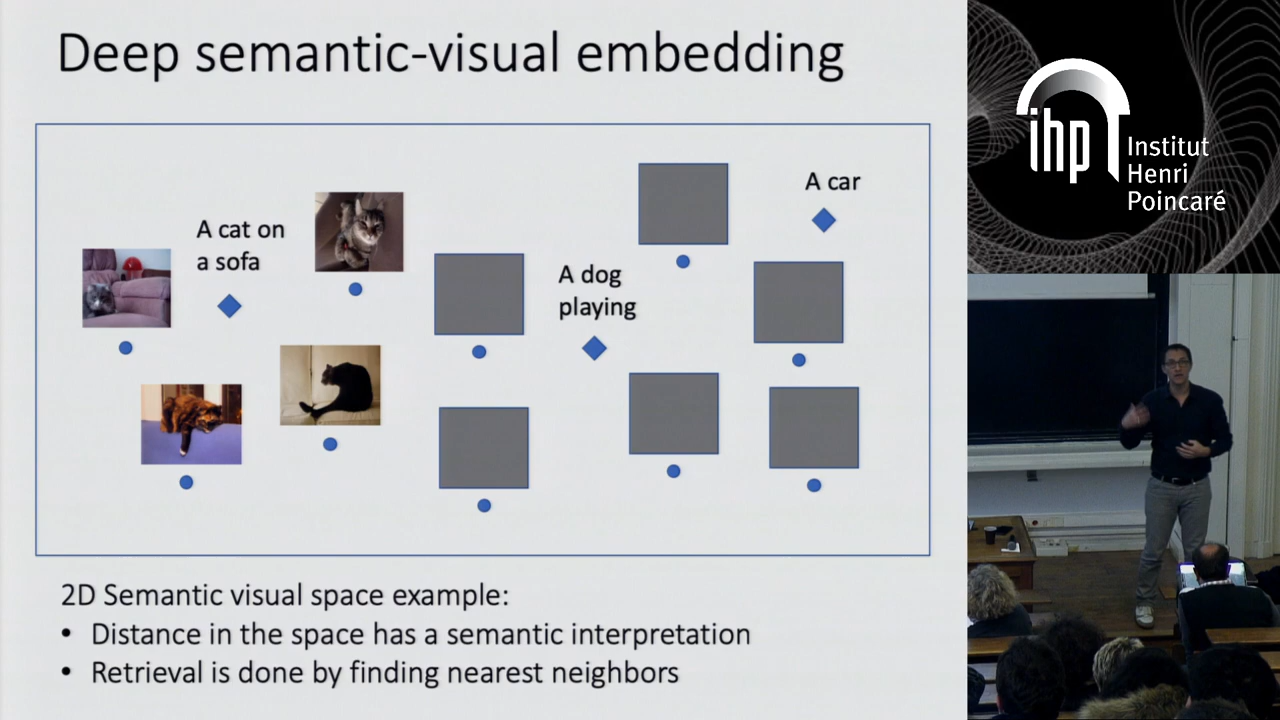 Deep semantic-visual embedding
A cat on
a sofa
A dog
playing
A car
2D Semantic visual space example:
• Distance in the space has a semantic interpretation
• Retrieval is done by finding nearest neighbors
ihp
Institut
Henri
Poincaré